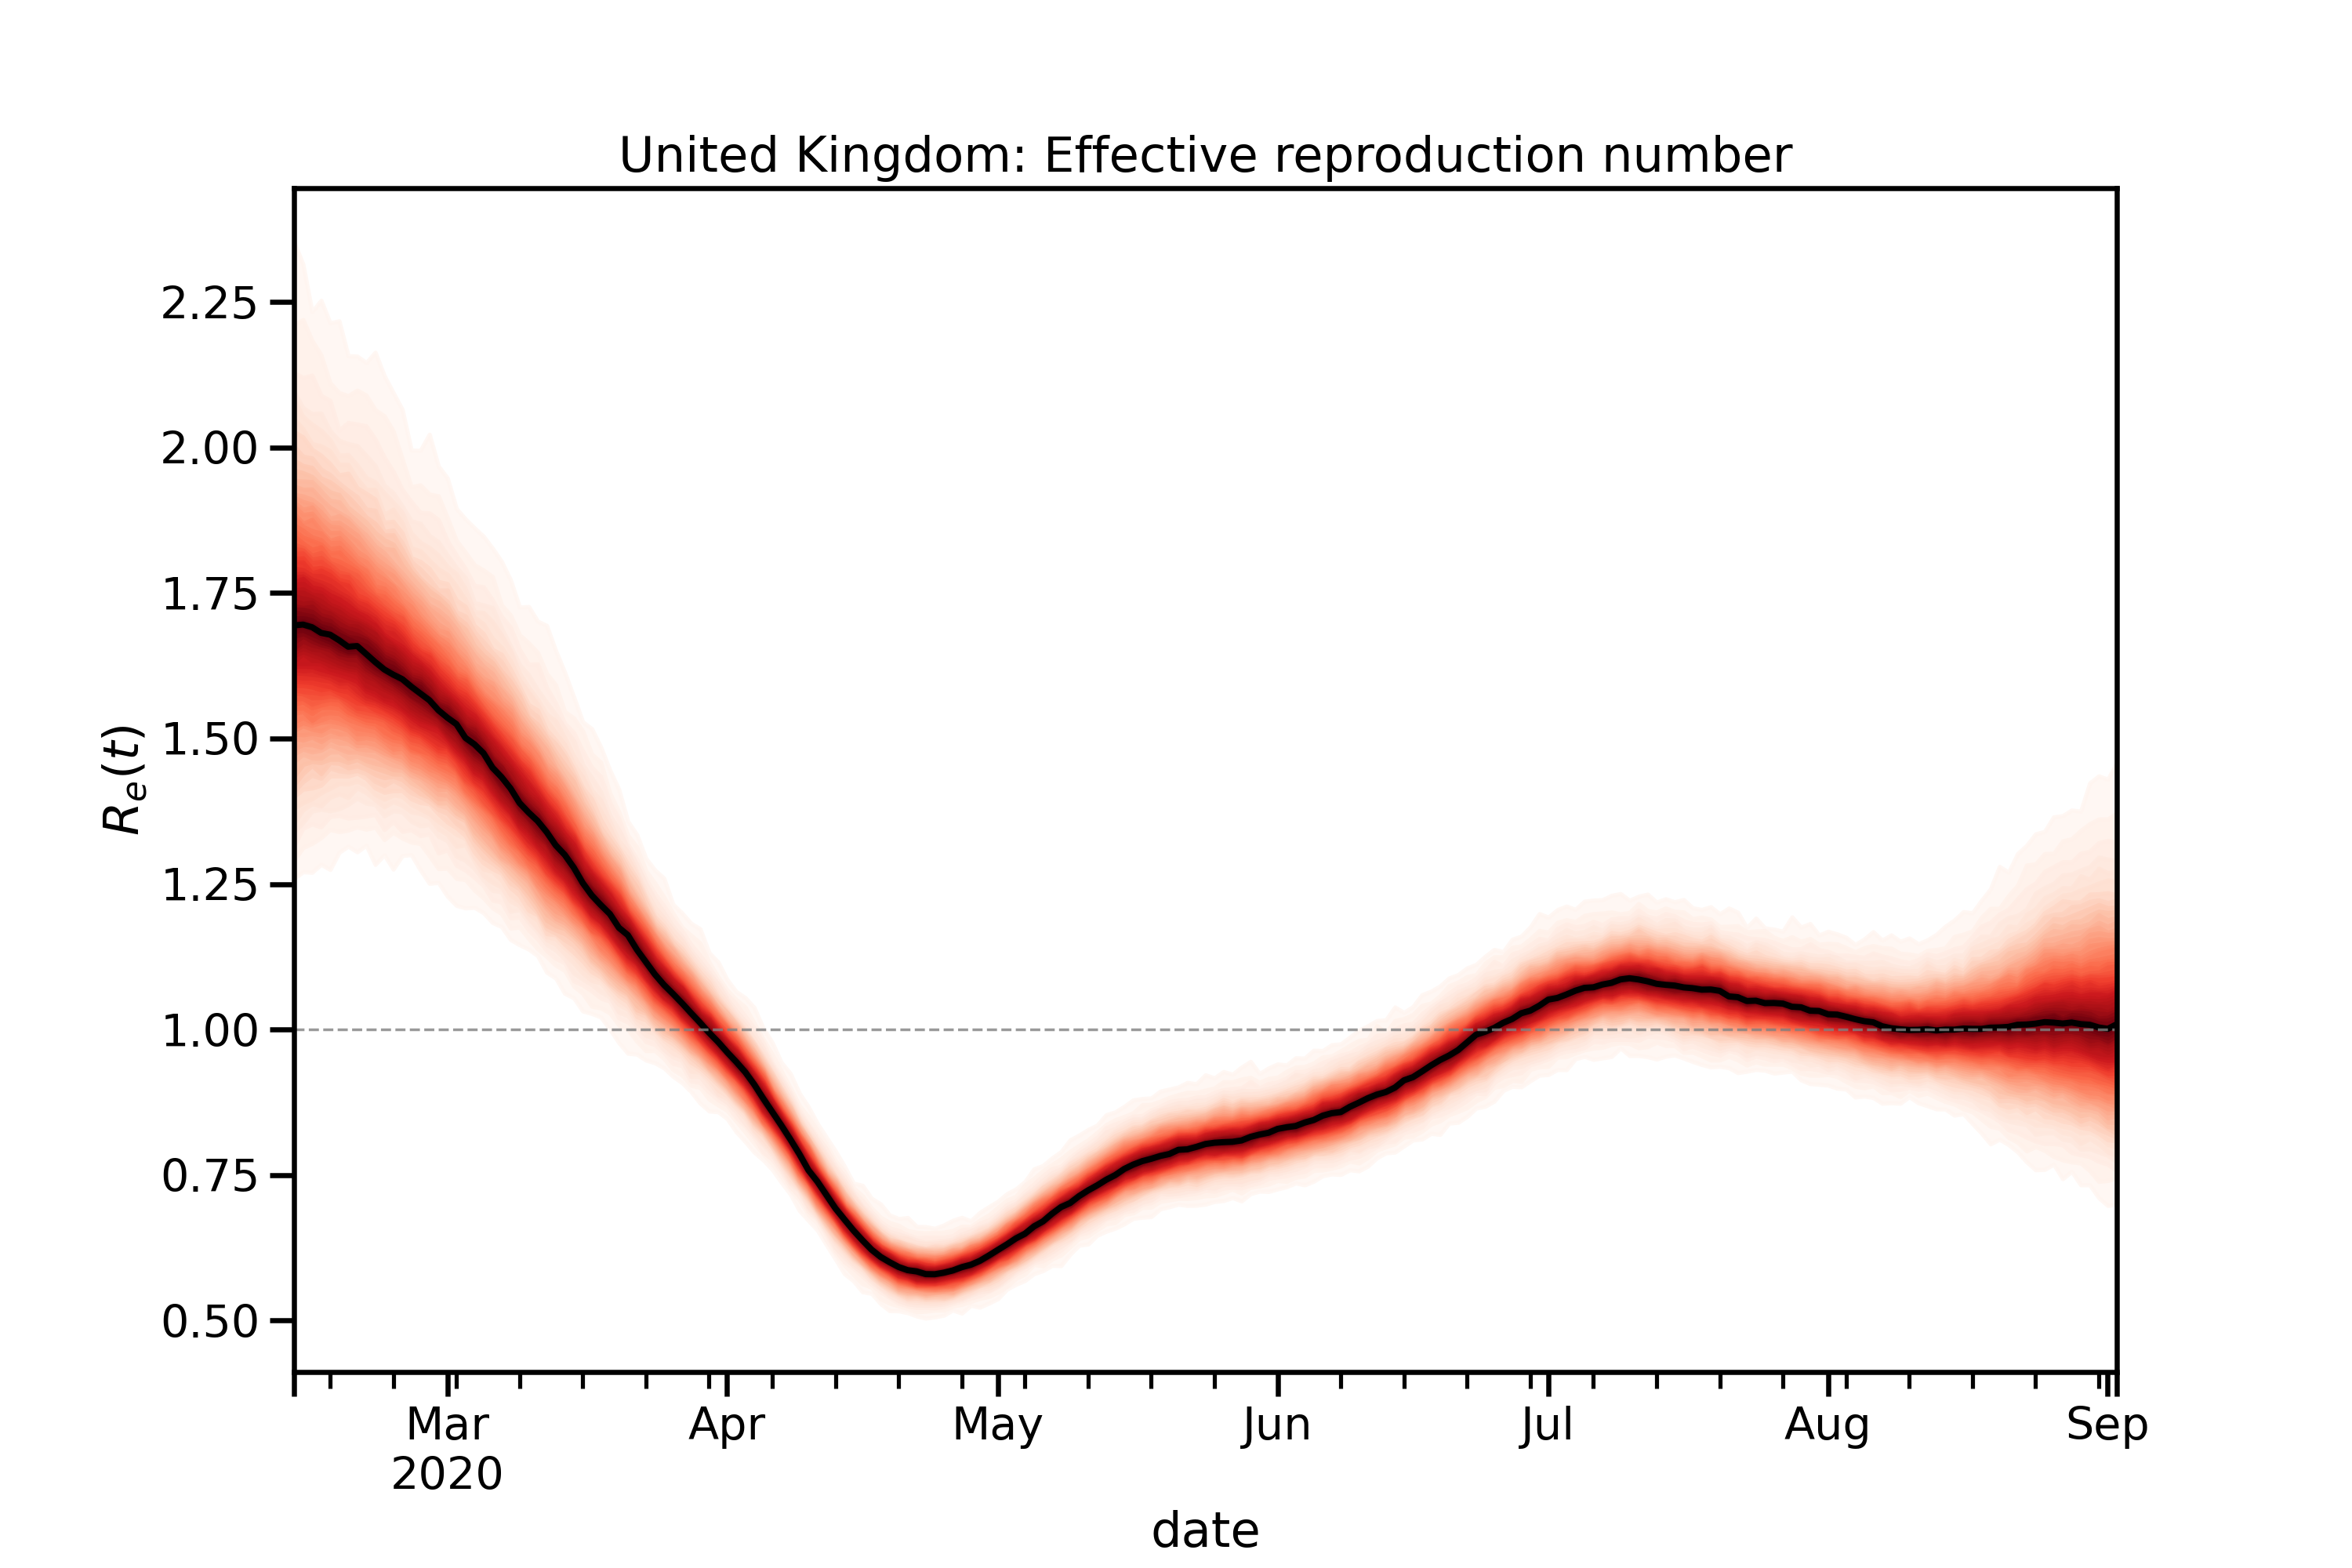 United Kingdom: Effective reproduction number
2.25
2.00
1.75
1.50
1.25
1.00
0.75
0.50
Rₑ(t)
Mar Apr May Jun Jul Aug Sep
2020
date